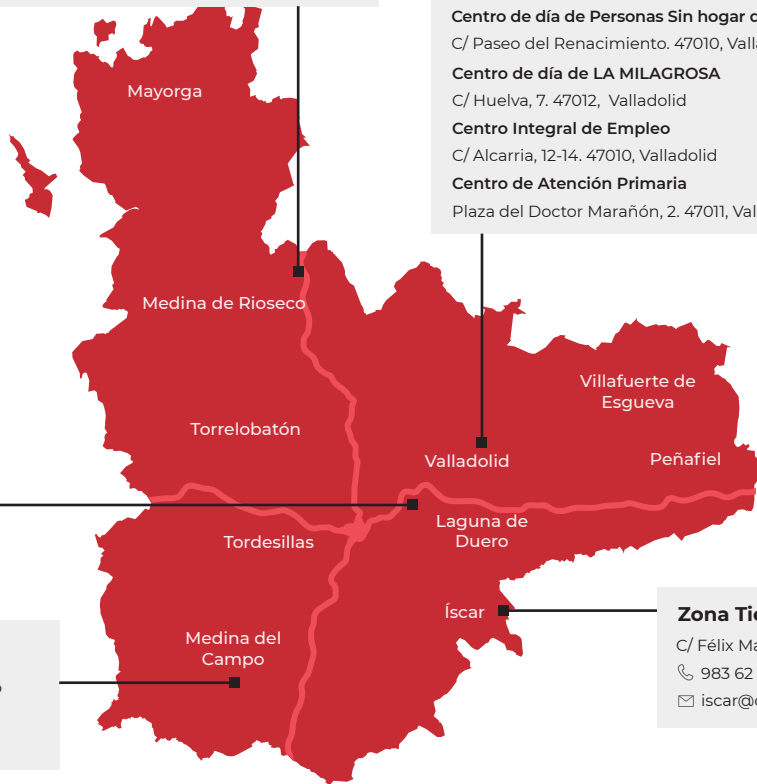 Centro de día de Personas Sin hogar
C/ Paseo del Renacimiento. 47010,
Centro de día de LA MILAGROSA
C/ Huelva, 7. 47012, Valladolid
Centro Integral de Empleo
C/ Alcarria, 12-14. 47010, Valladolid
Centro de Atención Primaria
Plaza del Doctor Marañón, 2. 47011,
Mayorga
Medina de Rioseco
Villafuerte de
Esgueva
Torrelobatón
Valladolid
Peñafiel
Laguna de
Duero
Tordesillas
Íscar
Medina del
Campo
Zona
C/ Félix
983 62
iscar@